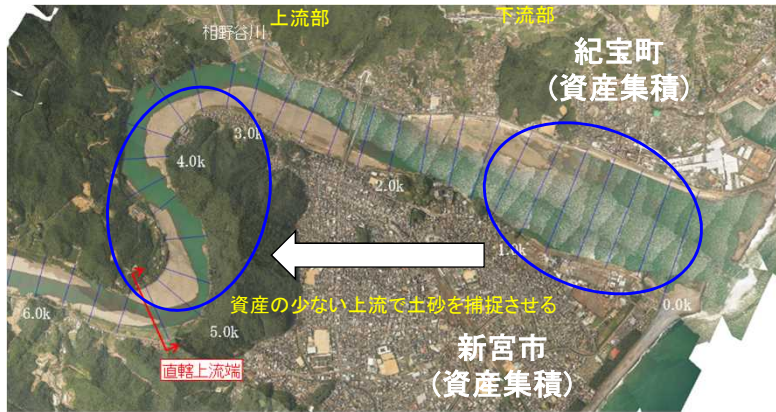 上流部
下流部
相野谷川
紀宝町
(資産集積)
3.0k
4.0k
2.0k
1.0k
0.0k
資産の少ない上流で土砂を捕捉させる
6.0k
5.0k
新宮市
(資産集積)
直轄上流端